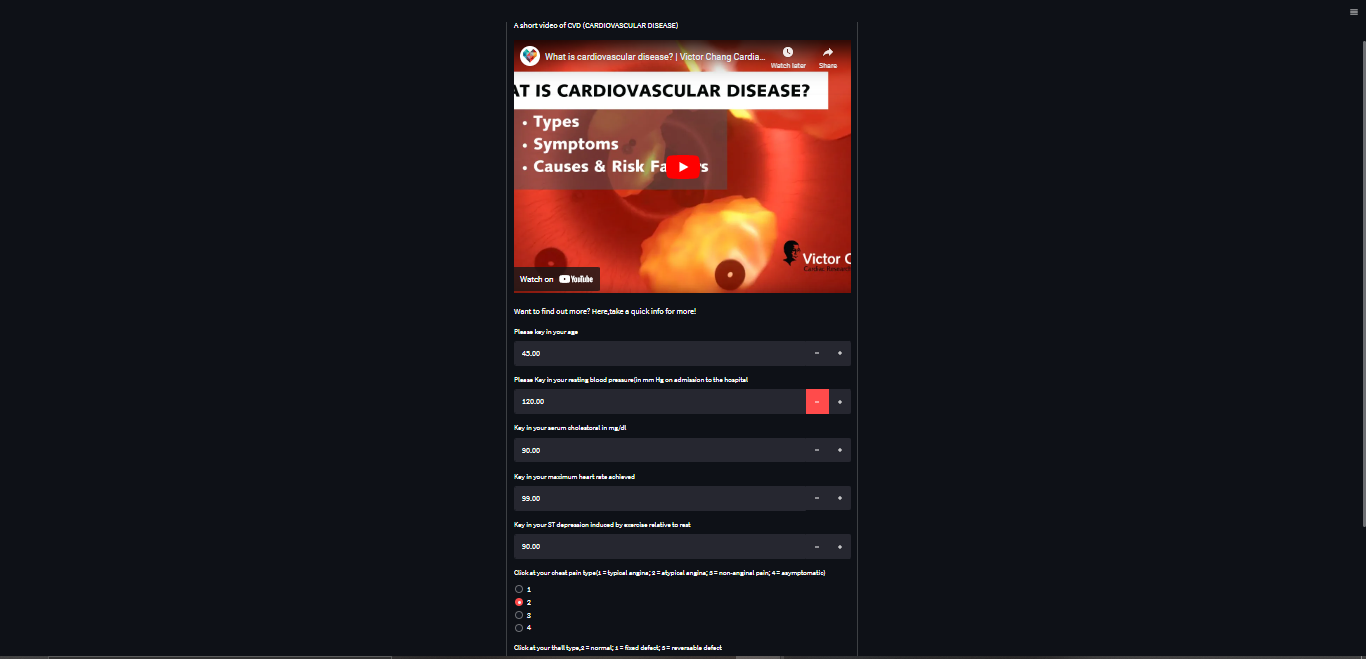 A short video of CVD (CARDIOVASCULAR DISEASE)
What is cardiovascular disease? | Victor Chang Cardia...
Watch later
Share
AT IS CARDIOVASCULAR DISEASE?
• Types
• Symptoms
• Causes & Risk Fa s
Victor C
Cardiac Research
Watch on YouTube
Want to find out more? Here,take a quick info for more!
Please key in your age
43.00
Please Key in your resting blood pressure(in mm Hg on admission to the hospital
120.00
Key in your serum cholestoral in mg/dl
90.00
Key in your maximum heart rate achieved
99.00
Key in your ST depression induced by exercise relative to rest
90.00
Click at your chest pain type(1 = typical angina; 2 = atypical angina; 3 = non-anginal pain; 4 = asymptomatic)
1
2
3
4
Click at your thall type,2 = normal; 1 = fixed defect; 3 = reversable defect